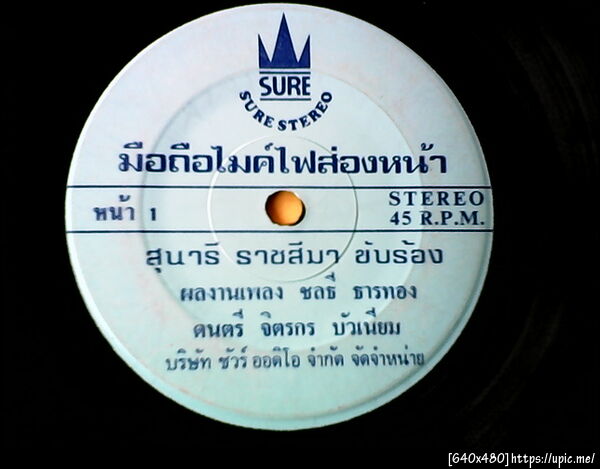 SURE
SURE STEREO
มือถือไมค์ไฟส่องหน้า
หน้า 1
STEREO
45 R.P.M.
สุนารี ราชสีมา ขับร้อง
ผลงานเพลง ชลธี ธารทอง
ดนตรี จิตรกร บัวเนียม
บริษัท ชัวร์ ออดิโอ จำกัด จัดจำหน่าย
[640x480]https://upic.me/